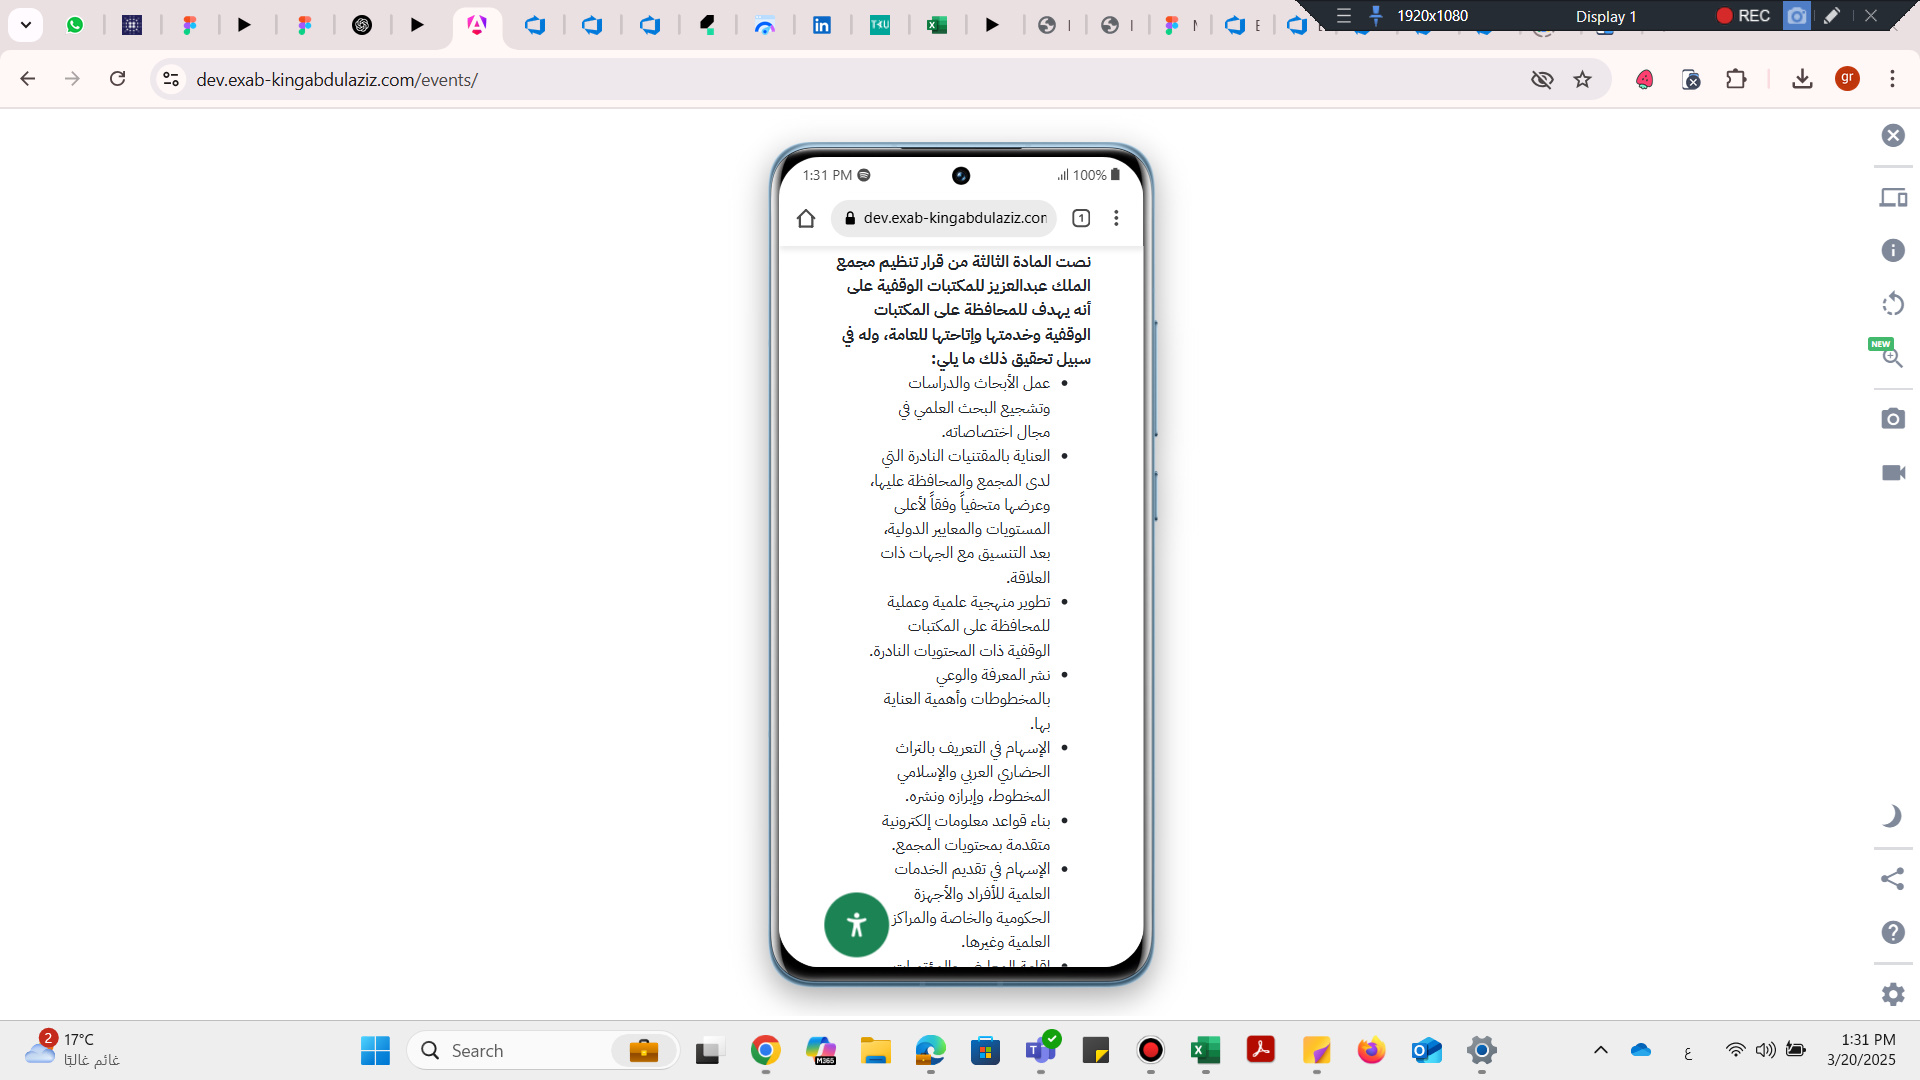 1920x1080
Display 1
REC
dev.exab-kingabdulaziz.com/events/
gr
1:31 PM
100%
dev.exab-kingabdulaziz.com
1
نصت المادة الثالثة من قرار تنظيم مجمع
الملك عبدالعزيز للمكتبات الوقفية على
أنه يهدف للمحافظة على المكتبات
الوقفية وخدمتها وإتاحتها للعامة، وله في
سبيل تحقيق ذلك ما يلي:
• عمل الأبحاث والدراسات
وتشجيع البحث العلمي في
مجال اختصاصاته.
• العناية بالمقتنيات النادرة التي
لدى المجمع والمحافظة عليها،
وعرضها متحفياً وفقاً لأعلى
المستويات والمعايير الدولية،
بعد التنسيق مع الجهات ذات
العلاقة.
• تطوير منهجية علمية وعملية
للمحافظة على المكتبات
الوقفية ذات المحتويات النادرة.
• نشر المعرفة والوعي
بالمخطوطات وأهمية العناية
بها.
• الإسهام في التعريف بالتراث
الحضاري العربي والإسلامي
المخطوط، وإبرازه ونشره.
• بناء قواعد معلومات إلكترونية
متقدمة بمحتويات المجمع.
• الإسهام في تقديم الخدمات
العلمية للأفراد والأجهزة
الحكومية والخاصة والمراكز
العلمية وغيرها.
NEW
2
17°C
غائم غالبًا
Search
M365
ع
1:31 PM
3/20/2025